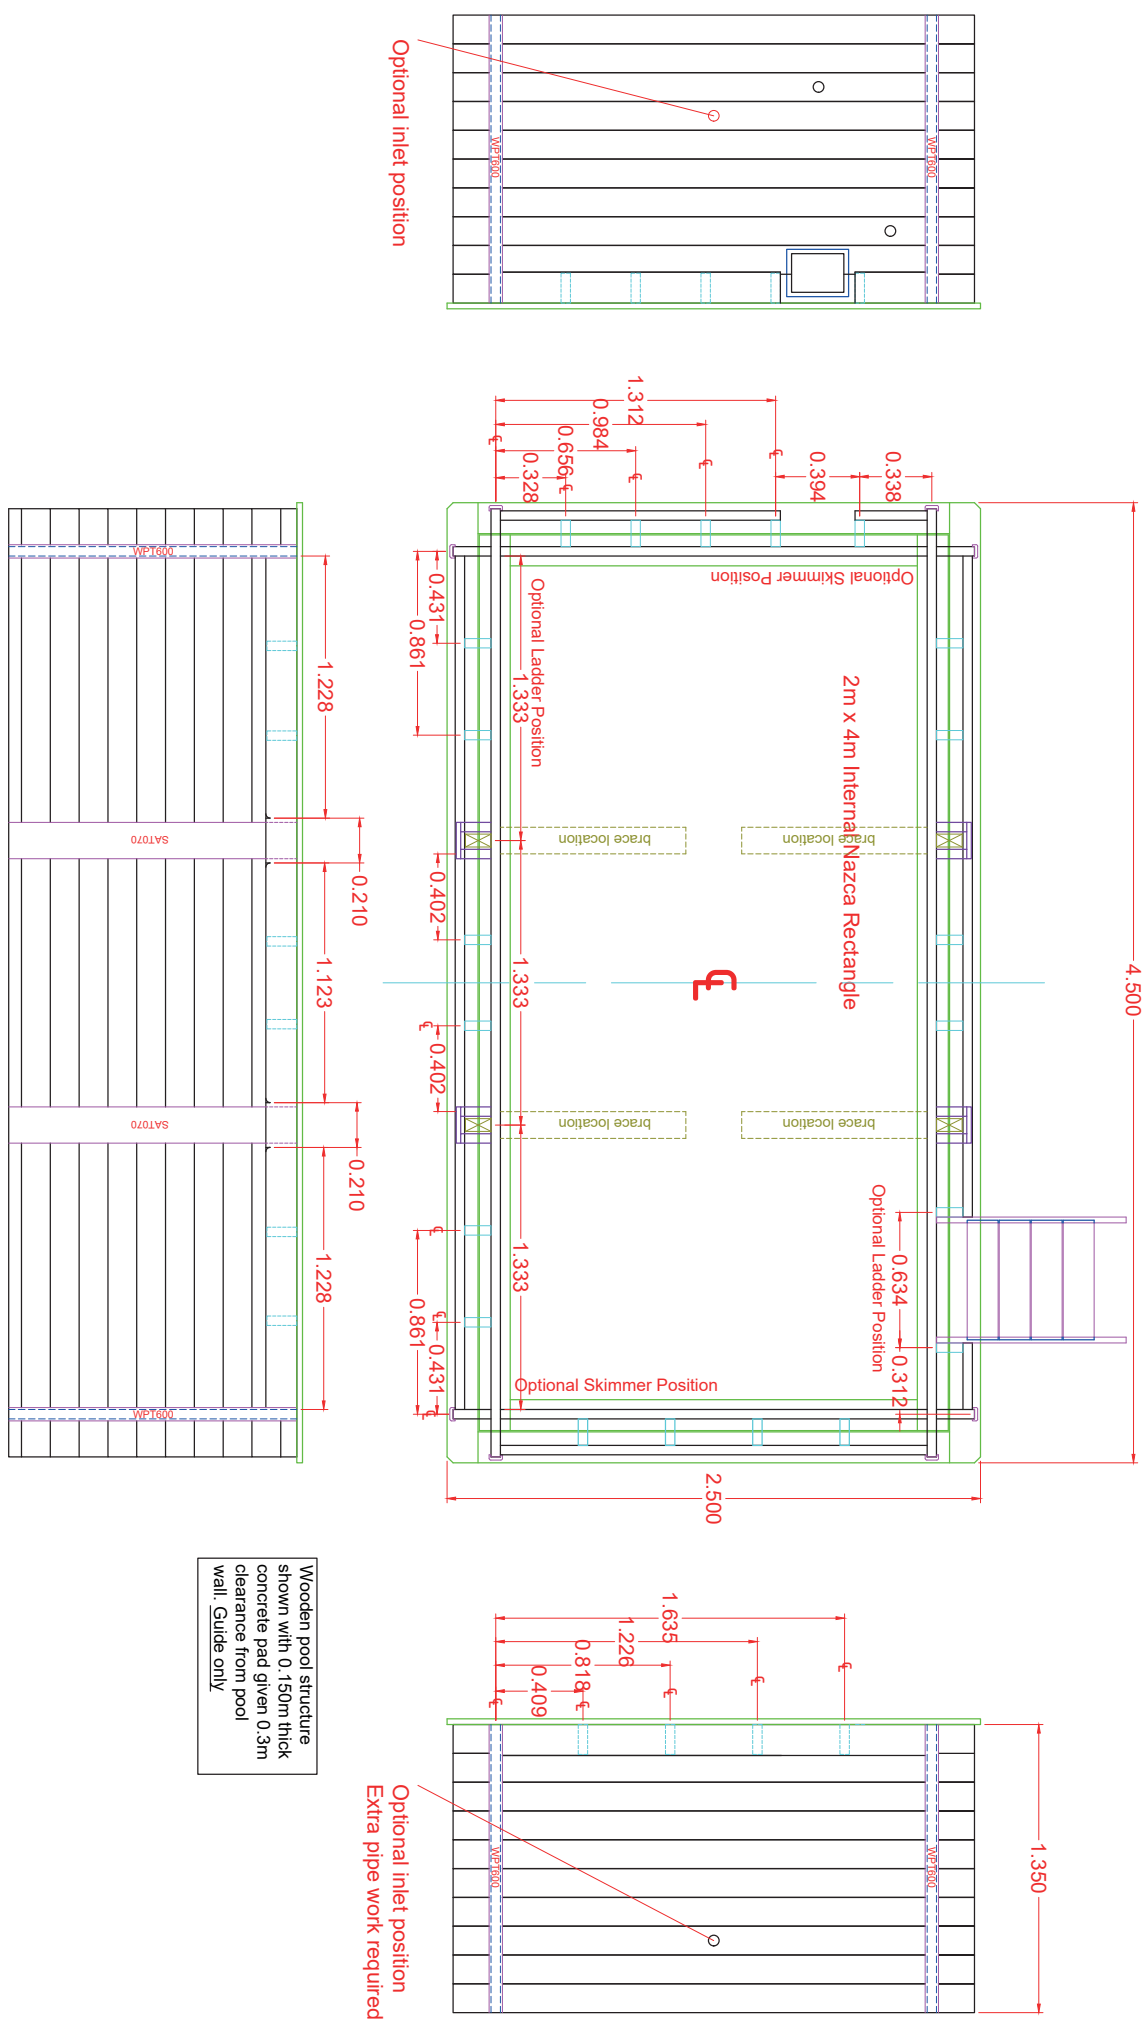 Optional inlet position
WPT600
WPT600
1.312
0.984
0.656
0.328
0.394
0.338
℄
℄
℄
℄
℄
4.500
Optional Skimmer Position
Optional Ladder Position
2m x 4m Internal Nazca Rectangle
0.431
0.861
1.333
brace location
brace location
0.402
1.333
℄
℄
0.402
brace location
brace location
1.333
℄
℄
℄
0.861
0.431
Optional Ladder Position
0.634
0.312
Optional Skimmer Position
2.500
WPT600
1.228
SAT070
0.210
1.123
SAT070
0.210
1.228
WPT600
1.635
1.226
0.818
0.409
℄
℄
℄
℄
℄
1.350
WPT600
WPT600
Optional inlet position
Extra pipe work required
Wooden pool structure
shown with 0.150m thick
concrete pad given 0.3m
clearance from pool
wall. Guide only